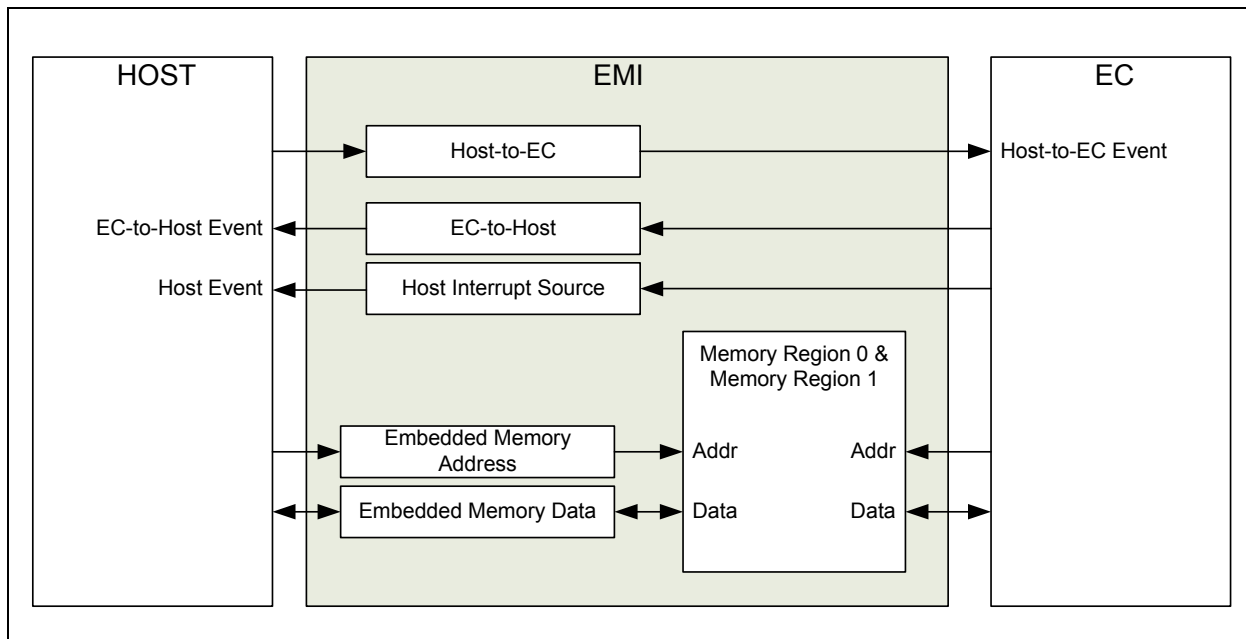 HOST
EMI
EC
Host-to-EC
Host-to-EC Event
EC-to-Host Event
EC-to-Host
Host Event
Host Interrupt Source
Memory Region 0 &
Memory Region 1
Embedded Memory
Address
Addr
Addr
Embedded Memory Data
Data
Data